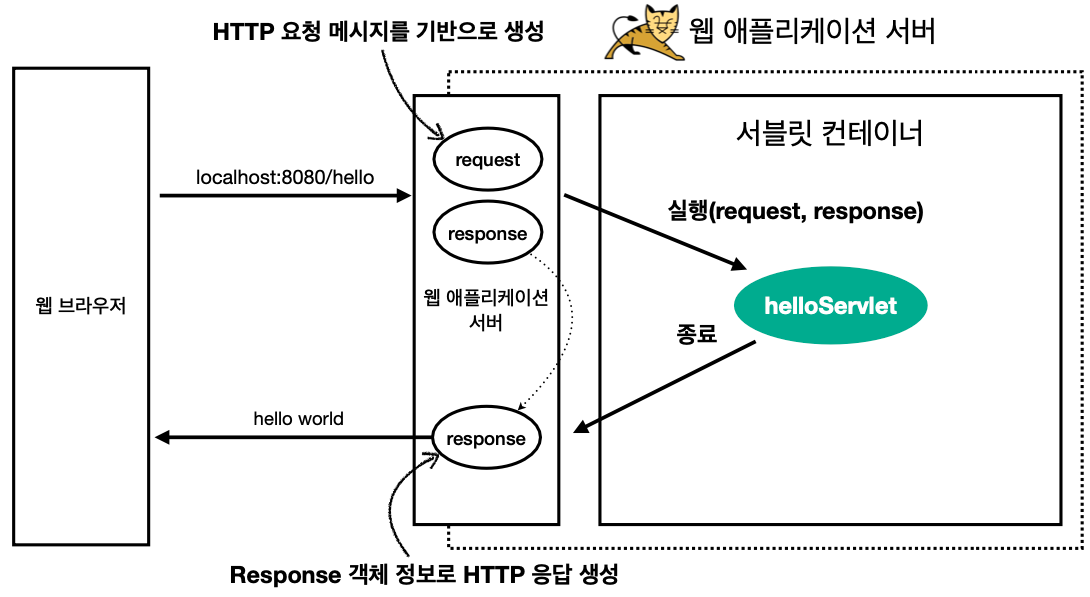 HTTP 요청 메시지를 기반으로 생성
웹 애플리케이션 서버
서블릿 컨테이너
request
localhost:8080/hello
실행(request, response)
response
웹 브라우저
웹 애플리케이션
서버
helloServlet
종료
hello world
response
Response 객체 정보로 HTTP 응답 생성